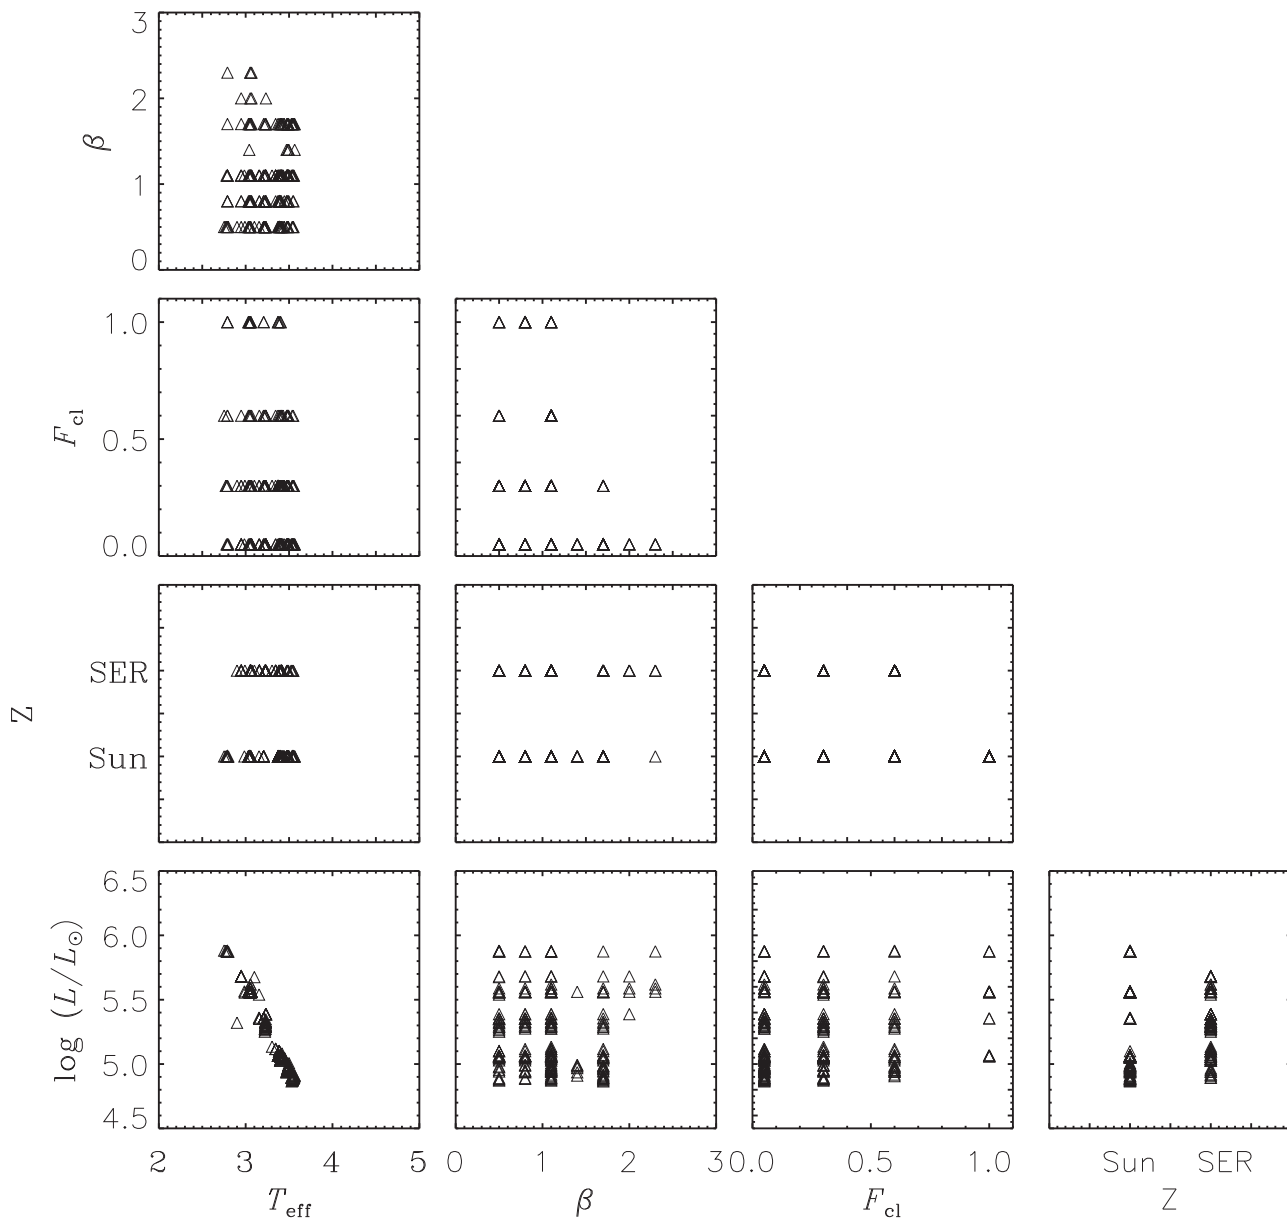 3
2
β
1
0
1.0
F_cl
0.5
0.0
SER
Z
Sun
6.5
6.0
log (L/L_⊙)
5.5
5.0
4.5
2 3 4 5 0 1 2 3 0.0 0.5 1.0 Sun SER
T_eff β F_cl Z